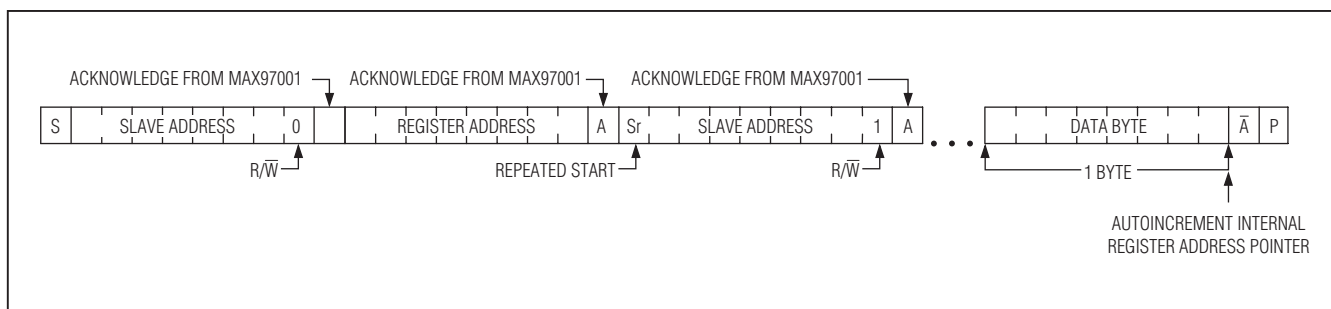 ACKNOWLEDGE FROM MAX97001 ACKNOWLEDGE FROM MAX97001 ACKNOWLEDGE FROM MAX97001
S SLAVE ADDRESS 0 REGISTER ADDRESS A Sr SLAVE ADDRESS 1 A ... DATA BYTE A̅ P
R/W̅ REPEATED START R/W̅ 1 BYTE
AUTOINCREMENT INTERNAL
REGISTER ADDRESS POINTER